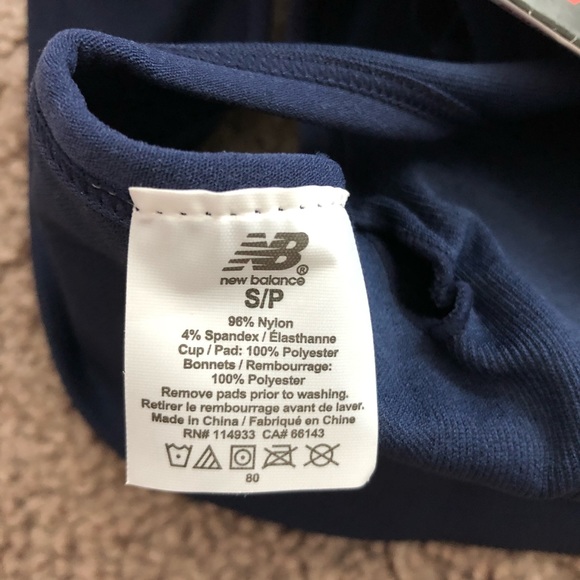 NB®
new balance
S/P
96% Nylon
4% Spandex / Élasthanne
Cup / Pad: 100% Polyester
Bonnets / Rembourrage:
100% Polyester
Remove pads prior to washing.
Retirer le rembourrage avant de laver.
Made in China / Fabriqué en Chine
RN# 114933 CA# 66143
80